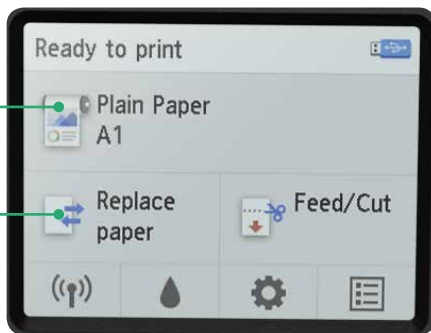 Ready to print
Plain Paper
A1
Replace
paper
Feed/Cut